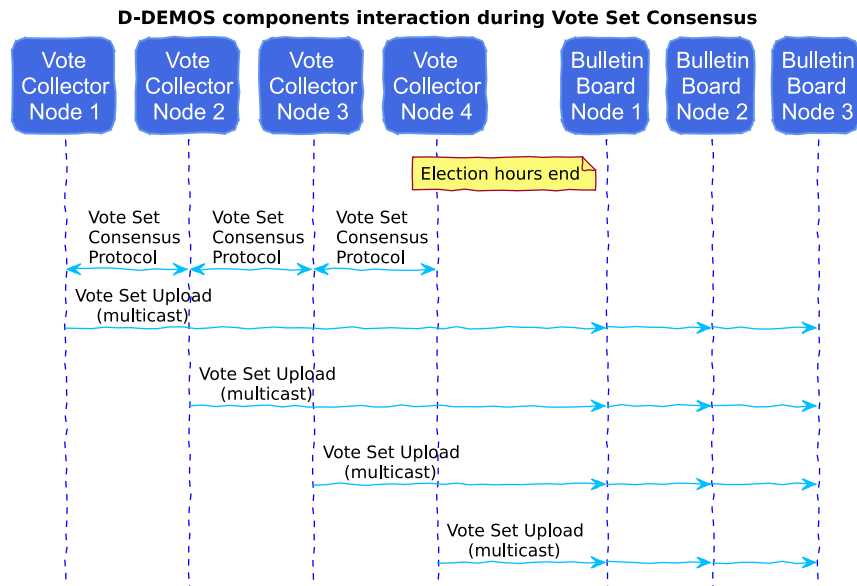 D-DEMOS components interaction during Vote Set Consensus
Vote
Collector
Node 1
Vote
Collector
Node 2
Vote
Collector
Node 3
Vote
Collector
Node 4
Bulletin
Board
Node 1
Bulletin
Board
Node 2
Bulletin
Board
Node 3
Election hours end
Vote Set
Consensus
Protocol
Vote Set
Consensus
Protocol
Vote Set
Consensus
Protocol
Vote Set Upload
(multicast)
Vote Set Upload
(multicast)
Vote Set Upload
(multicast)
Vote Set Upload
(multicast)